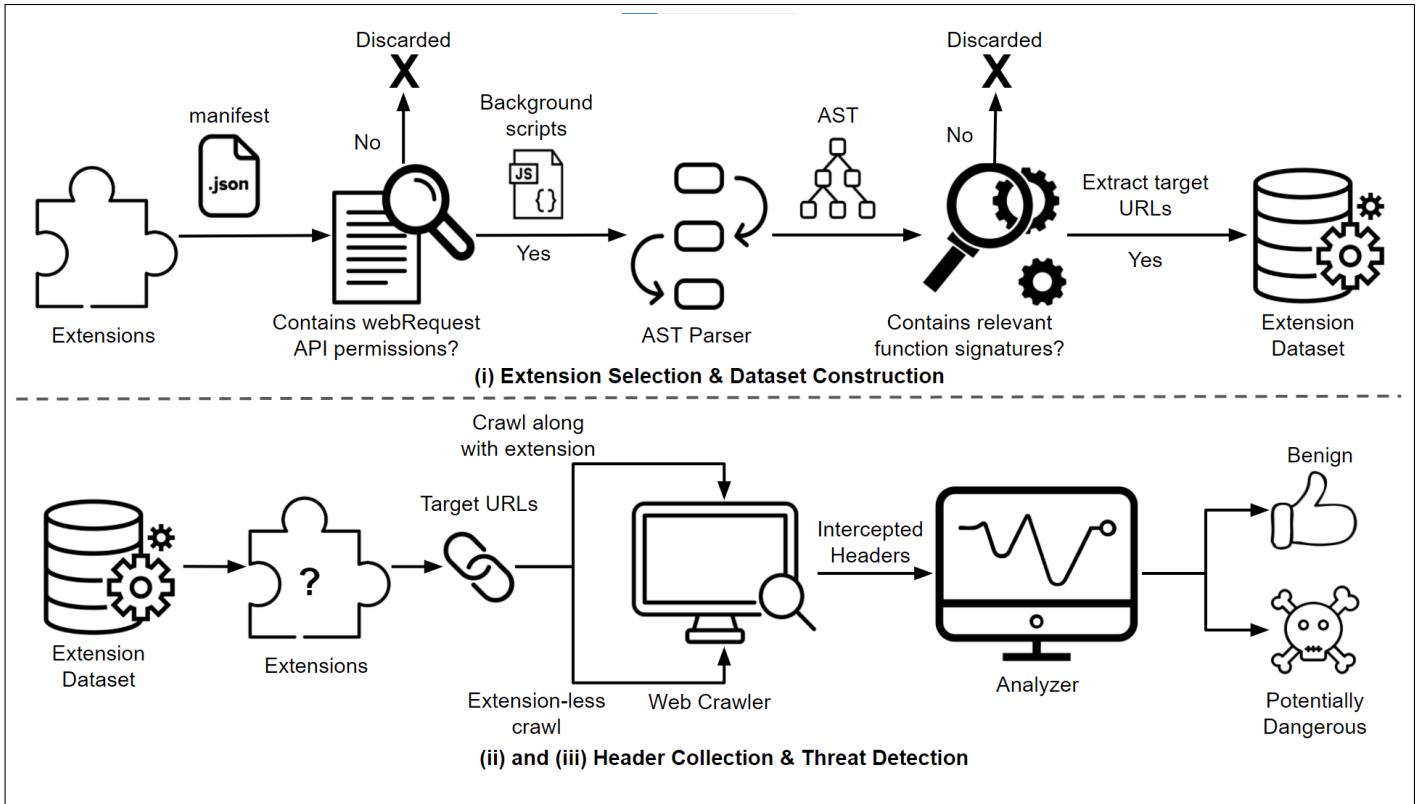 Discarded
X
manifest
.json
No
Background
scripts
JS
{}
Yes
AST
Discarded
X
No
Extract target
URLs
Yes
Extensions
Contains webRequest
API permissions?
AST Parser
Contains relevant
function signatures?
Extension
Dataset
(i) Extension Selection & Dataset Construction
Crawl along
with extension
Target URLs
?
Intercepted
Headers
Benign
Extension
Dataset
Extensions
Extension-less
crawl
Web Crawler
Analyzer
Potentially
Dangerous
(ii) and (iii) Header Collection & Threat Detection